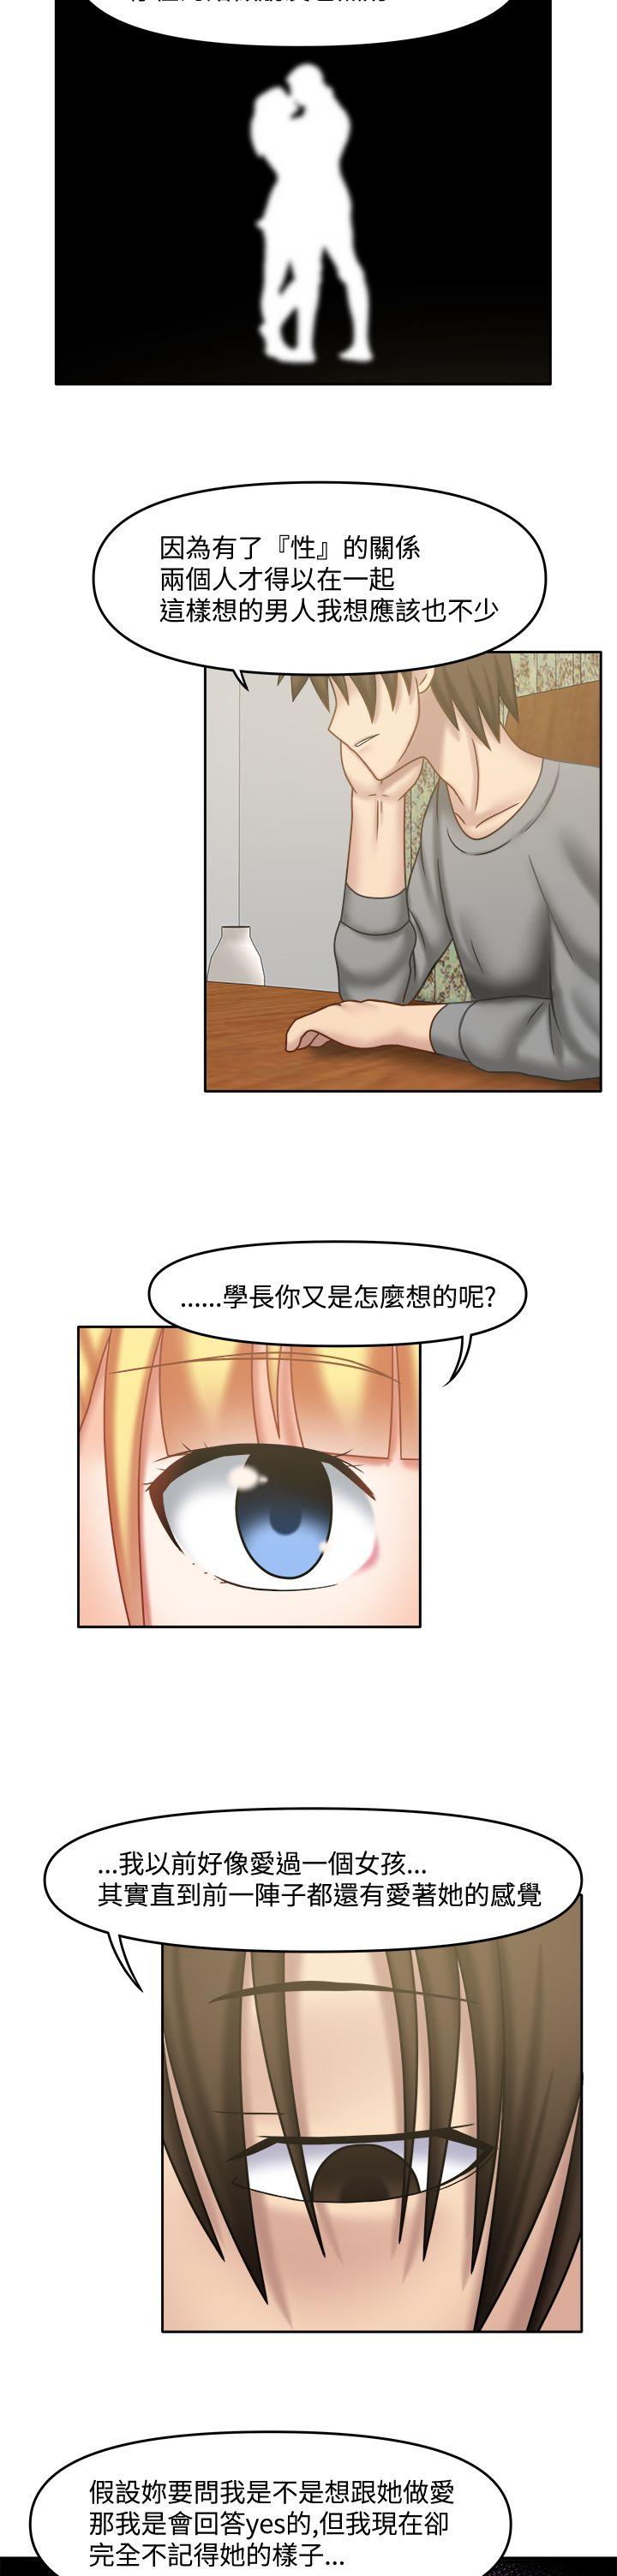 因為有了『性』的關係
兩個人才得以在一起
這樣想的男人我想應該也不少
......學長你又是怎麼想的呢?
...我以前好像愛過一個女孩...
其實直到前一陣子都還有愛著她的感覺
假設妳要問我是不是想跟她做愛
那我是會回答yes的,但我現在卻
完全不記得她的樣子...